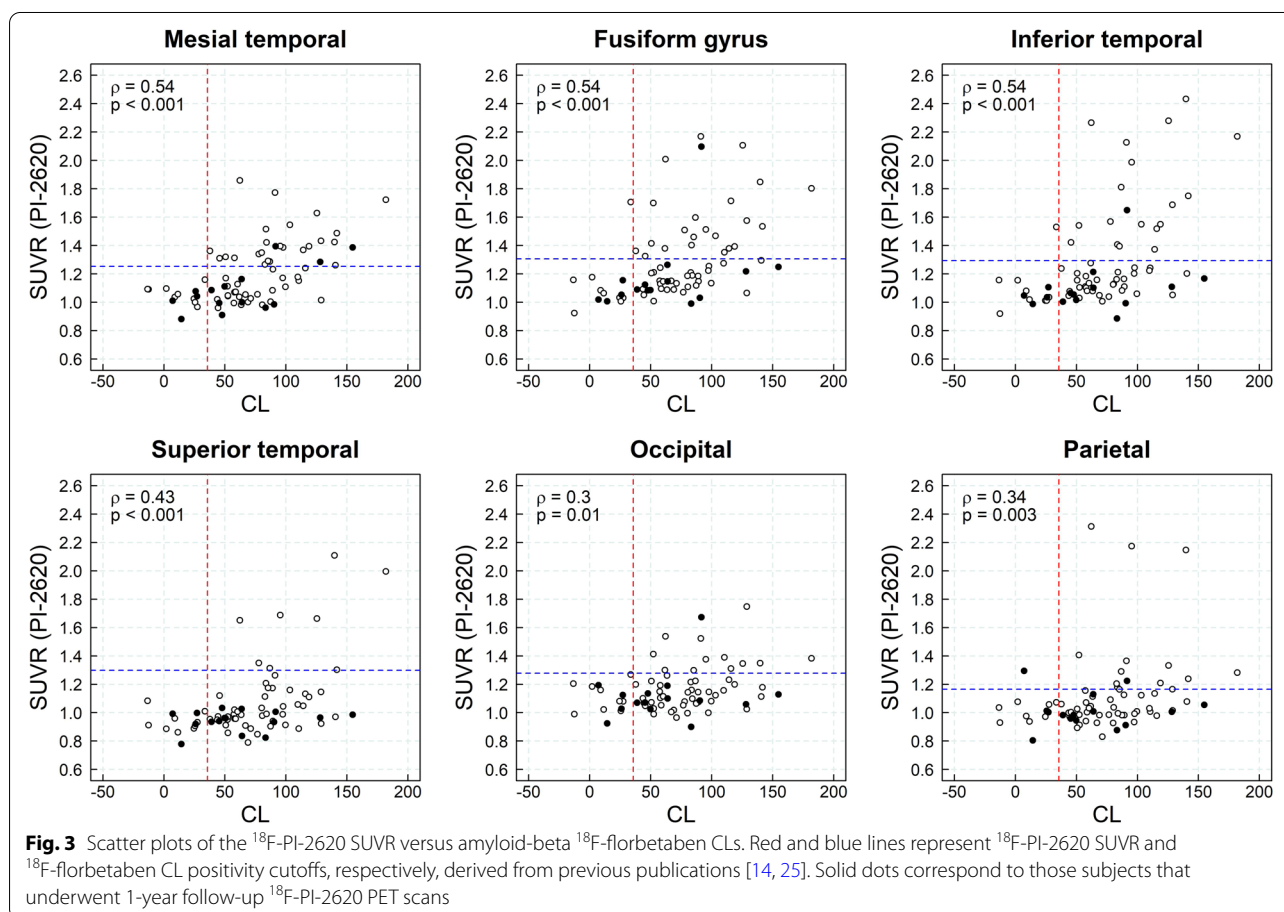 Mesial temporal
SUVR (PI-2620)
2.6
2.4
2.2
2.0
1.8
1.6
1.4
1.2
1.0
0.8
0.6
ρ = 0.54
p < 0.001
-50 0 50 100 150 200
CL
Fusiform gyrus
SUVR (PI-2620)
2.6
2.4
2.2
2.0
1.8
1.6
1.4
1.2
1.0
0.8
0.6
ρ = 0.54
p < 0.001
-50 0 50 100 150 200
CL
Inferior temporal
SUVR (PI-2620)
2.6
2.4
2.2
2.0
1.8
1.6
1.4
1.2
1.0
0.8
0.6
ρ = 0.54
p < 0.001
-50 0 50 100 150 200
CL
Superior temporal
SUVR (PI-2620)
2.6
2.4
2.2
2.0
1.8
1.6
1.4
1.2
1.0
0.8
0.6
ρ = 0.43
p < 0.001
-50 0 50 100 150 200
CL
Occipital
SUVR (PI-2620)
2.6
2.4
2.2
2.0
1.8
1.6
1.4
1.2
1.0
0.8
0.6
ρ = 0.3
p = 0.01
-50 0 50 100 150 200
CL
Parietal
SUVR (PI-2620)
2.6
2.4
2.2
2.0
1.8
1.6
1.4
1.2
1.0
0.8
0.6
ρ = 0.34
p = 0.003
-50 0 50 100 150 200
CL
Fig. 3 Scatter plots of the ¹⁸F-PI-2620 SUVR versus amyloid-beta ¹⁸F-florbetaben CLs. Red and blue lines represent ¹⁸F-PI-2620 SUVR and
¹⁸F-florbetaben CL positivity cutoffs, respectively, derived from previous publications [14, 25]. Solid dots correspond to those subjects that
underwent 1-year follow-up ¹⁸F-PI-2620 PET scans